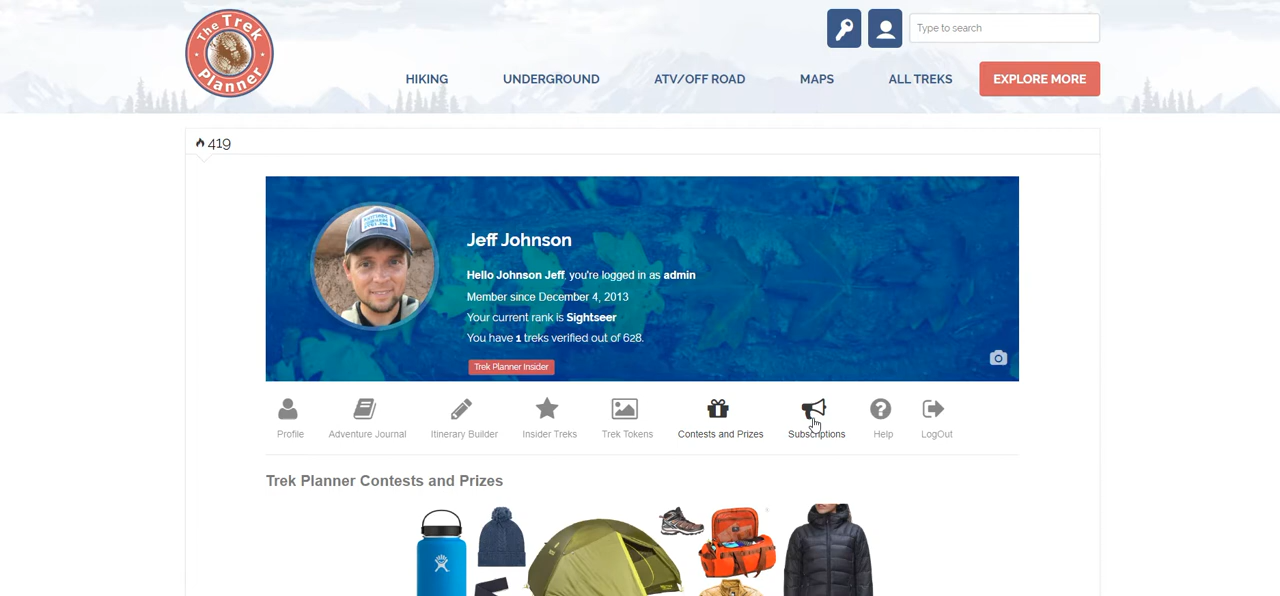 The Trek Planner
Type to search
HIKING UNDERGROUND ATV/OFF ROAD MAPS ALL TREKS EXPLORE MORE
419
Jeff Johnson
Hello Johnson Jeff, you're logged in as admin
Member since December 4, 2013
Your current rank is Sightseer
You have 1 treks verified out of 628.
Trek Planner Insider
Profile Adventure Journal Itinerary Builder Insider Treks Trek Tokens Contests and Prizes Subscriptions Help LogOut
Trek Planner Contests and Prizes